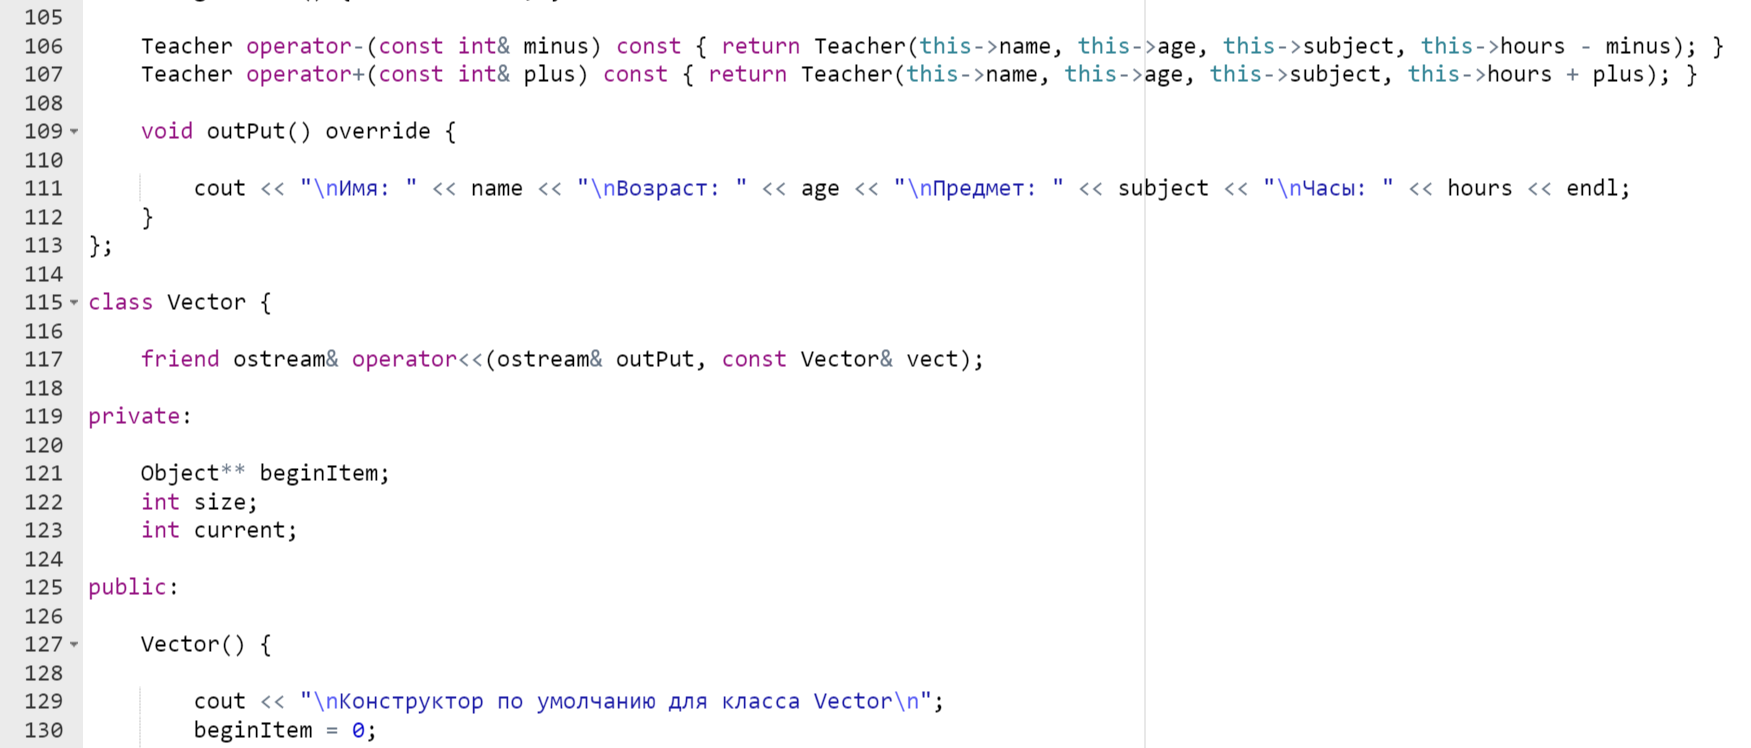 105
106 Teacher operator-(const int& minus) const { return Teacher(this->name, this->age, this->subject, this->hours - minus); }
107 Teacher operator+(const int& plus) const { return Teacher(this->name, this->age, this->subject, this->hours + plus); }
108
109 void outPut() override {
110
111 cout << "\nИмя: " << name << "\nВозраст: " << age << "\nПредмет: " << subject << "\nЧасы: " << hours << endl;
112 }
113 };
114
115 class Vector {
116
117 friend ostream& operator<<(ostream& outPut, const Vector& vect);
118
119 private:
120
121 Object** beginItem;
122 int size;
123 int current;
124
125 public:
126
127 Vector() {
128
129 cout << "\nКонструктор по умолчанию для класса Vector\n";
130 beginItem = 0;